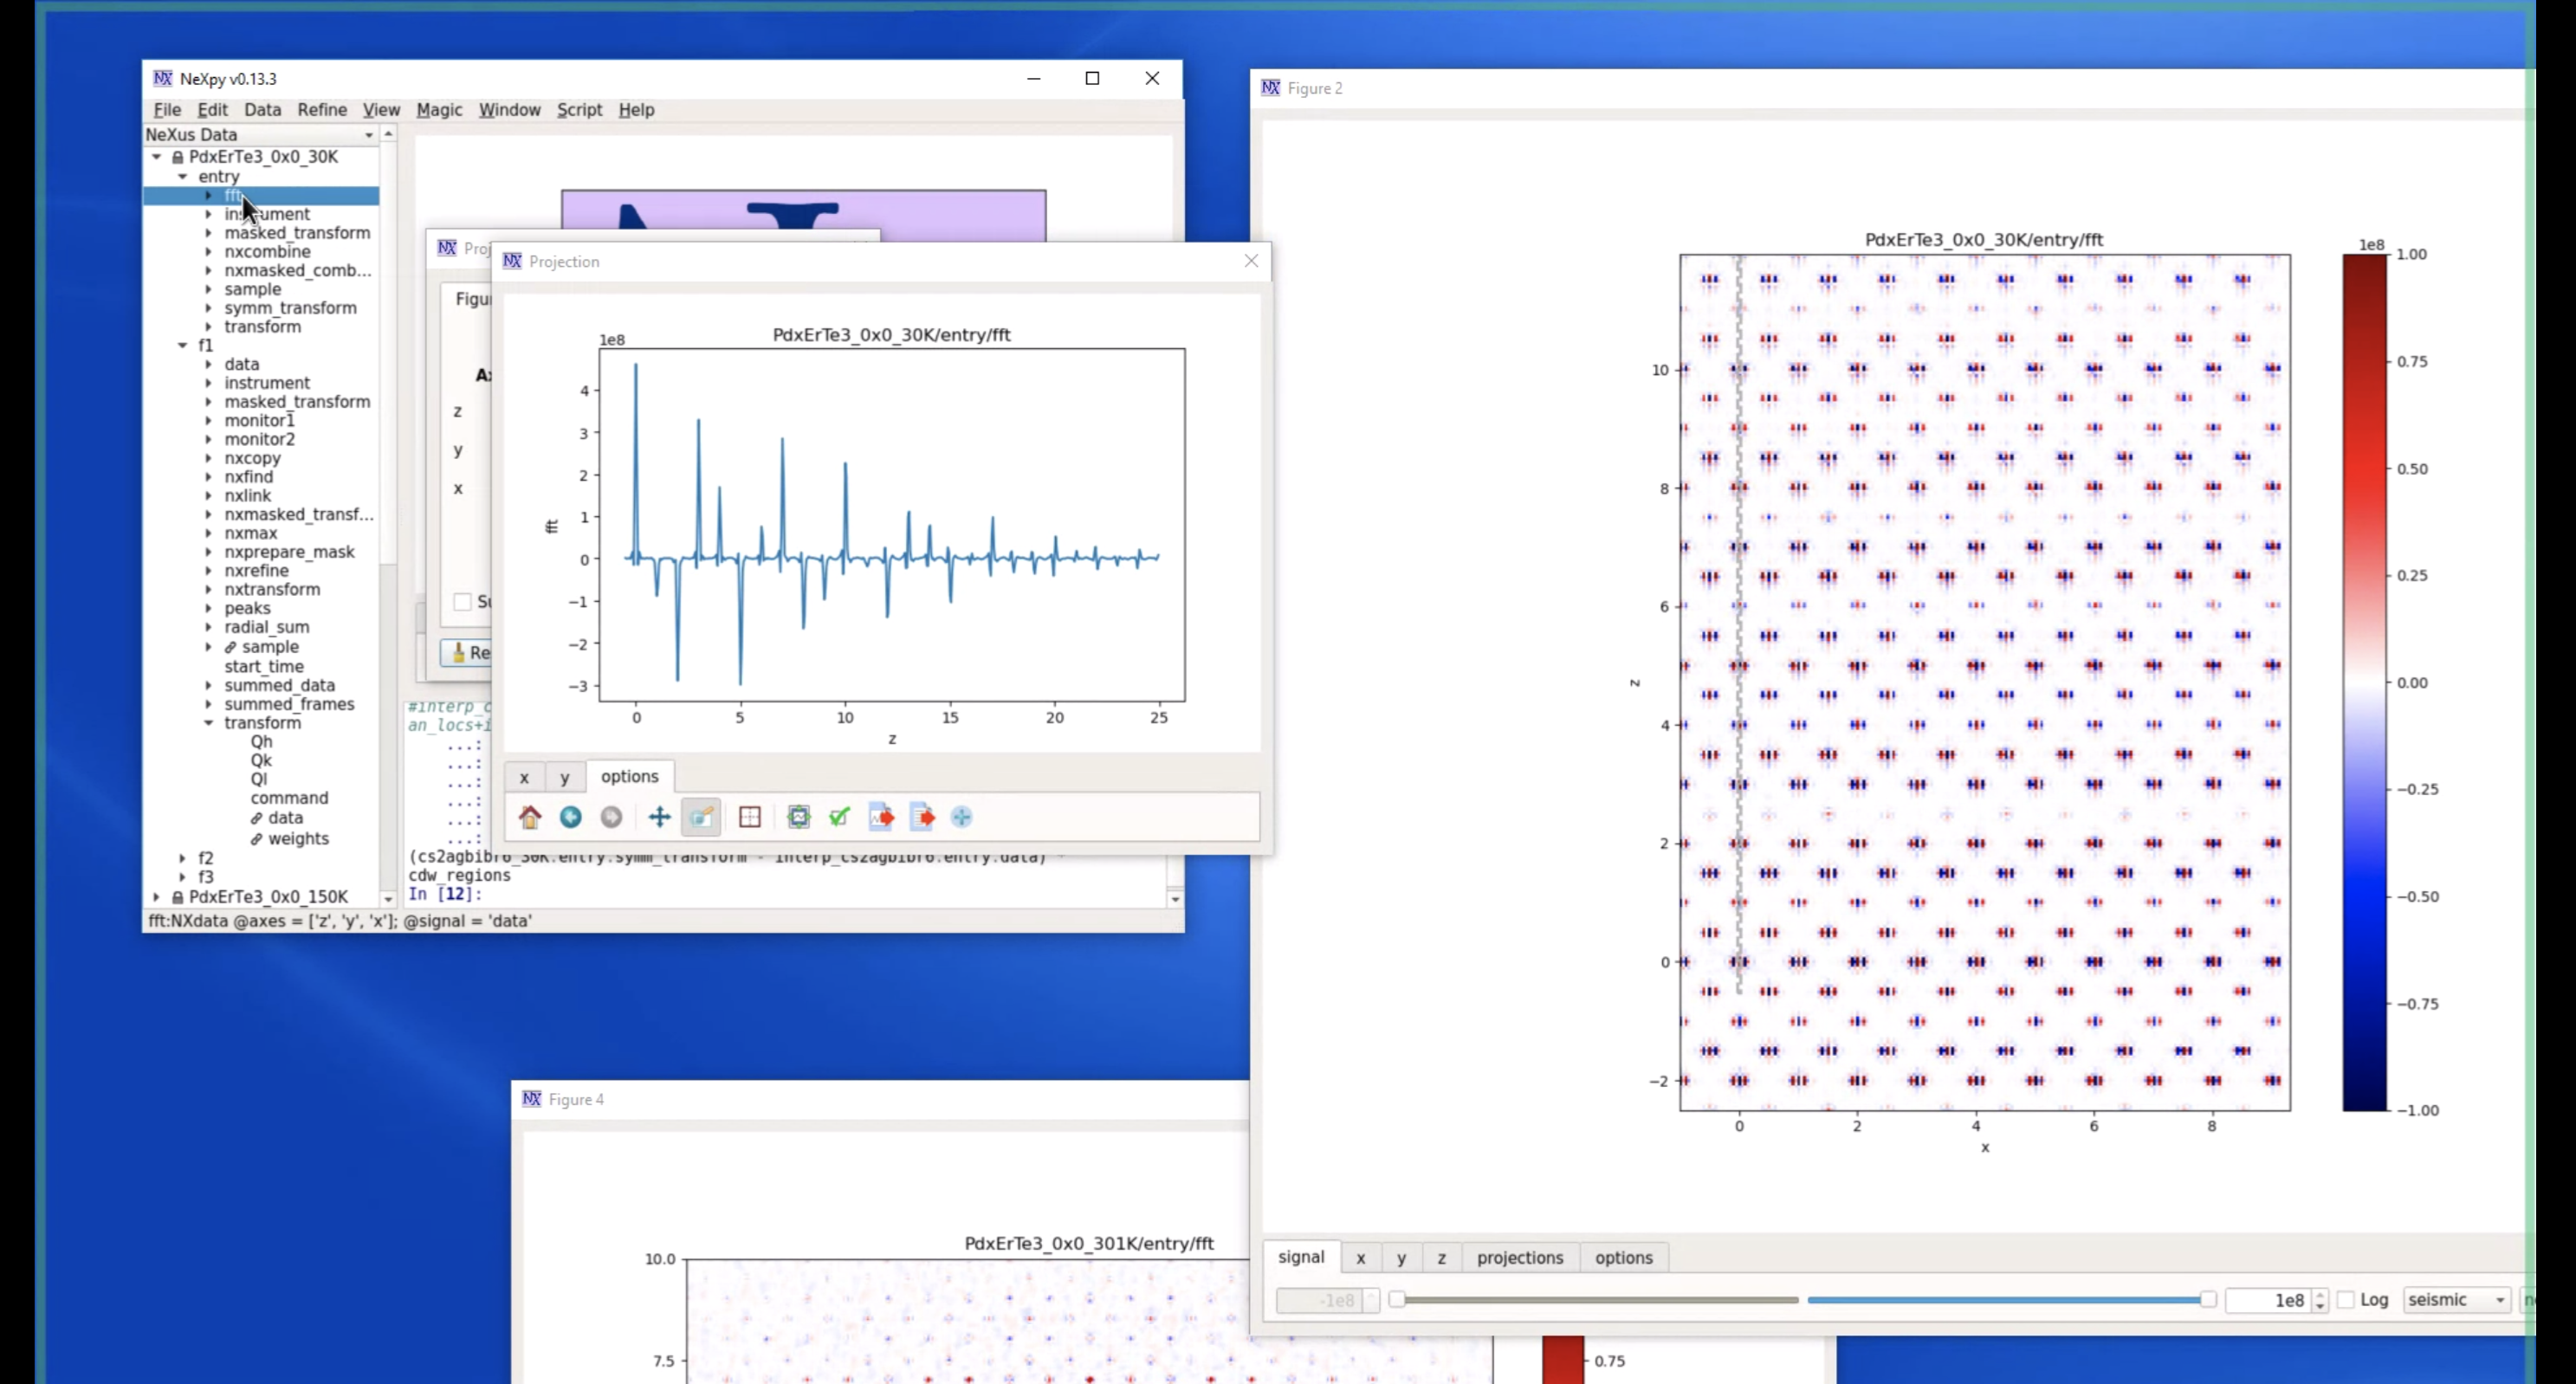 NeXpy v0.13.3
File Edit Data Refine View Magic Window Script Help
NeXus Data
PdxErTe3_0x0_30K
entry
fft
instrument
masked_transform
nxcombine
nxmasked_comb...
sample
symm_transform
transform
f1
data
instrument
masked_transform
monitor1
monitor2
nxcopy
nxfind
nxlink
nxmasked_transf...
nxmax
nxprepare_mask
nxrefine
nxtransform
peaks
radial_sum
sample
start_time
summed_data
summed_frames
transform
Qh
Qk
Ql
command
data
weights
f2
f3
PdxErTe3_0x0_150K
fft:NXdata @axes = ['z', 'y', 'x']; @signal = 'data'
z
y
x
#interp_c
an_locs+i
...:
...:
...:
...:
...:
...:
(cs2agbibr6_30K.entry.symm_transform - interp_cs2agbibr6.entry.data)
cdw_regions
In [12]:
Projection
PdxErTe3_0x0_30K/entry/fft
1e8
4
3
2
1
0
−1
−2
−3
fft
0 5 10 15 20 25
z
x y options
Figure 2
PdxErTe3_0x0_30K/entry/fft
10
8
6
4
2
0
−2
z
0 2 4 6 8
x
1e8
1.00
0.75
0.50
0.25
0.00
−0.25
−0.50
−0.75
−1.00
signal x y z projections options
-1e8 1e8 Log seismic
Figure 4
PdxErTe3_0x0_301K/entry/fft
10.0
7.5
0.75